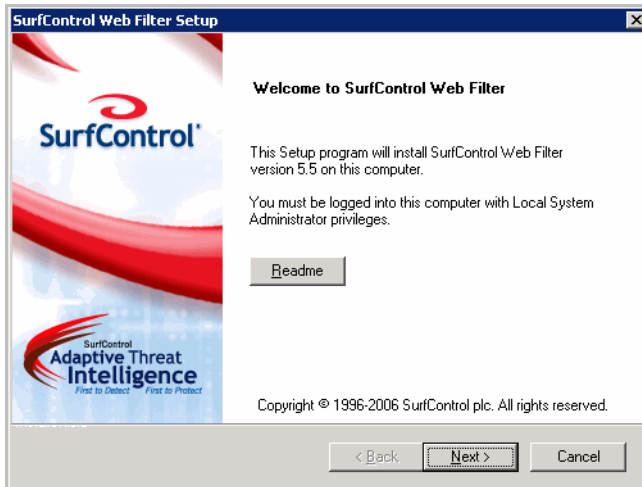 SurfControl Web Filter Setup
SurfControl
Welcome to SurfControl Web Filter
This Setup program will install SurfControl Web Filter
version 5.5 on this computer.
You must be logged into this computer with Local System
Administrator privileges.
Readme
SurfControl
Adaptive Threat
Intelligence
First to Detect First to Protect
Copyright © 1996-2006 SurfControl plc. All rights reserved.
< Back Next > Cancel